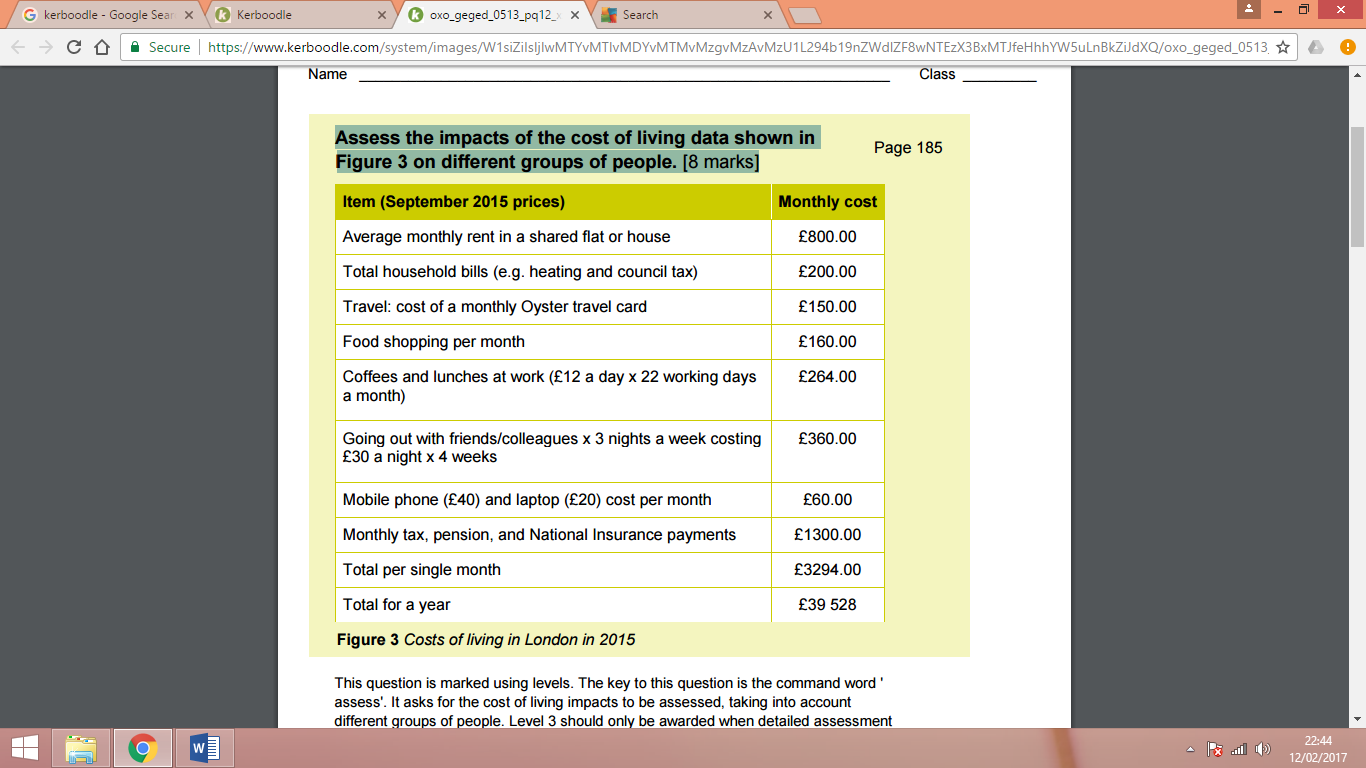 kerboodle - Google Sear
Kerboodle
oxo_geged_0513_pq12_x
Search
Secure
https://www.kerboodle.com/system/images/
Name Class
Assess the impacts of the cost of living data shown in
Figure 3 on different groups of people. [8 marks]
Page 185
Item (September 2015 prices) Monthly cost
Average monthly rent in a shared flat or house £800.00
Total household bills (e.g. heating and council tax) £200.00
Travel: cost of a monthly Oyster travel card £150.00
Food shopping per month £160.00
Coffees and lunches at work (£12 a day x 22 working days £264.00
a month)
Going out with friends/colleagues x 3 nights a week costing £360.00
£30 a night x 4 weeks
Mobile phone (£40) and laptop (£20) cost per month £60.00
Monthly tax, pension, and National Insurance payments £1300.00
Total per single month £3294.00
Total for a year £39 528
Figure 3 Costs of living in London in 2015
This question is marked using levels. The key to this question is the command word '
assess'. It asks for the cost of living impacts to be assessed, taking into account
different groups of people. Level 3 should only be awarded when detailed assessment
22:44
12/02/2017